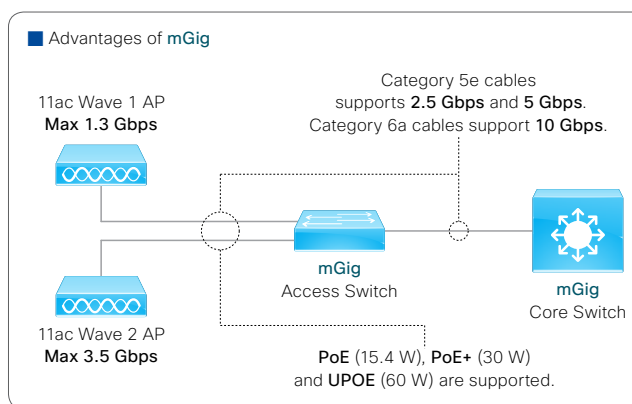 Advantages of mGig
11ac Wave 1 AP
Max 1.3 Gbps
Category 5e cables
supports 2.5 Gbps and 5 Gbps.
Category 6a cables support 10 Gbps.
mGig
Access Switch
mGig
Core Switch
11ac Wave 2 AP
Max 3.5 Gbps
PoE (15.4 W), PoE+ (30 W)
and UPOE (60 W) are supported.